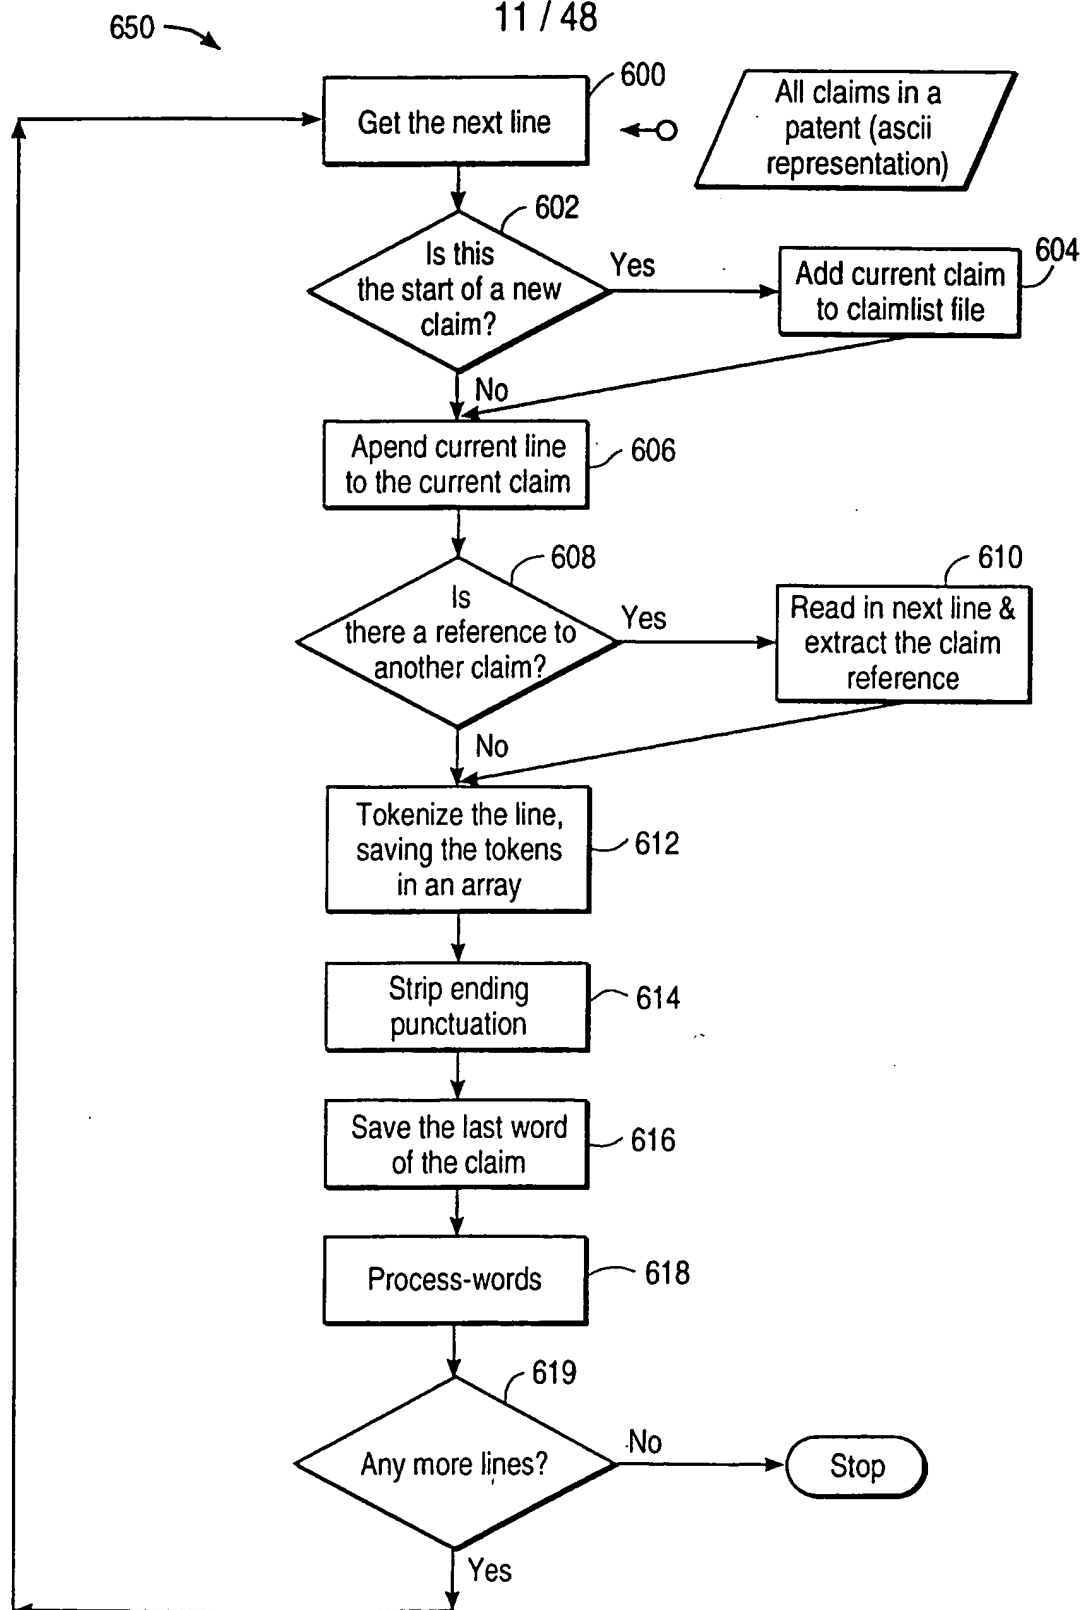 11 / 48
650
600
Get the next line
All claims in a
patent (ascii
representation)
602
Is this
the start of a new
claim?
Yes
604
Add current claim
to claimlist file
No
Apend current line
to the current claim
606
608
Is
there a reference to
another claim?
Yes
610
Read in next line &
extract the claim
reference
No
Tokenize the line,
saving the tokens
in an array
612
Strip ending
punctuation
614
Save the last word
of the claim
616
Process-words
618
619
Any more lines?
No
Stop
Yes